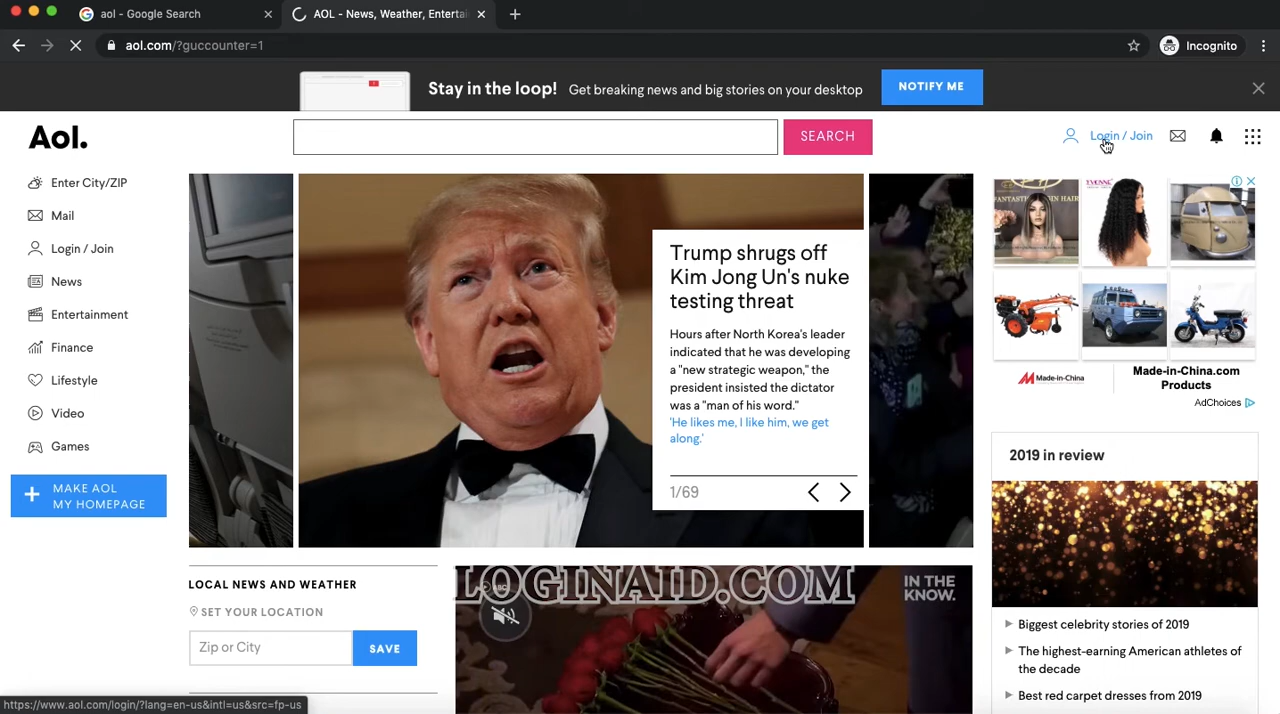 aol - Google Search
AOL - News, Weather, Enterta
aol.com/?guccounter=1
Incognito
Stay in the loop! Get breaking news and big stories on your desktop
NOTIFY ME
Aol.
SEARCH
Login / Join
Enter City/ZIP
Mail
Login / Join
News
Entertainment
Finance
Lifestyle
Video
Games
MAKE AOL
MY HOMEPAGE
Trump shrugs off
Kim Jong Un's nuke
testing threat
Hours after North Korea's leader
indicated that he was developing
a "new strategic weapon," the
president insisted the dictator
was a "man of his word."
'He likes me, I like him, we get
along.'
1/69
FANTASTIC IN HAIR
EVONNE
Made-in-China
Made-in-China.com
Products
AdChoices
2019 in review
Biggest celebrity stories of 2019
The highest-earning American athletes of
the decade
Best red carpet dresses from 2019
LOCAL NEWS AND WEATHER
SET YOUR LOCATION
Zip or City
SAVE
LOGINAID.COM
IN THE
KNOW.
https://www.aol.com/login/?lang=en-us&intl=us&src=fp-us